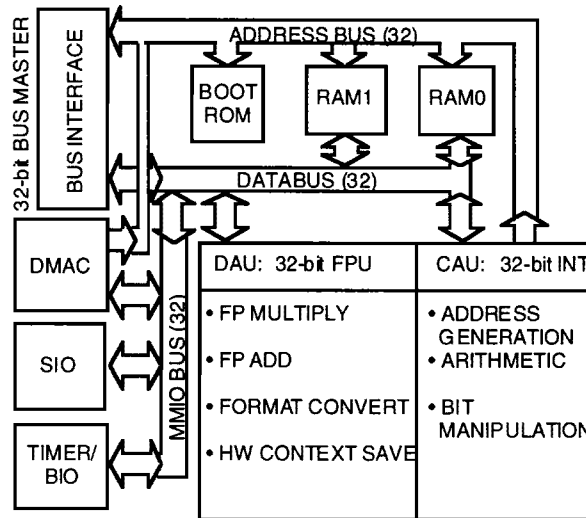 ADDRESS BUS (32)
32-bit BUS MASTER
BUS INTERFACE
BOOT
ROM
RAM1
RAM0
DATABUS (32)
DMAC
MMIO BUS (32)
SIO
TIMER/
BIO
DAU: 32-bit FPU
• FP MULTIPLY
• FP ADD
• FORMAT CONVERT
• HW CONTEXT SAVE
CAU: 32-bit INT
• ADDRESS
GENERATION
• ARITHMETIC
• BIT
MANIPULATION